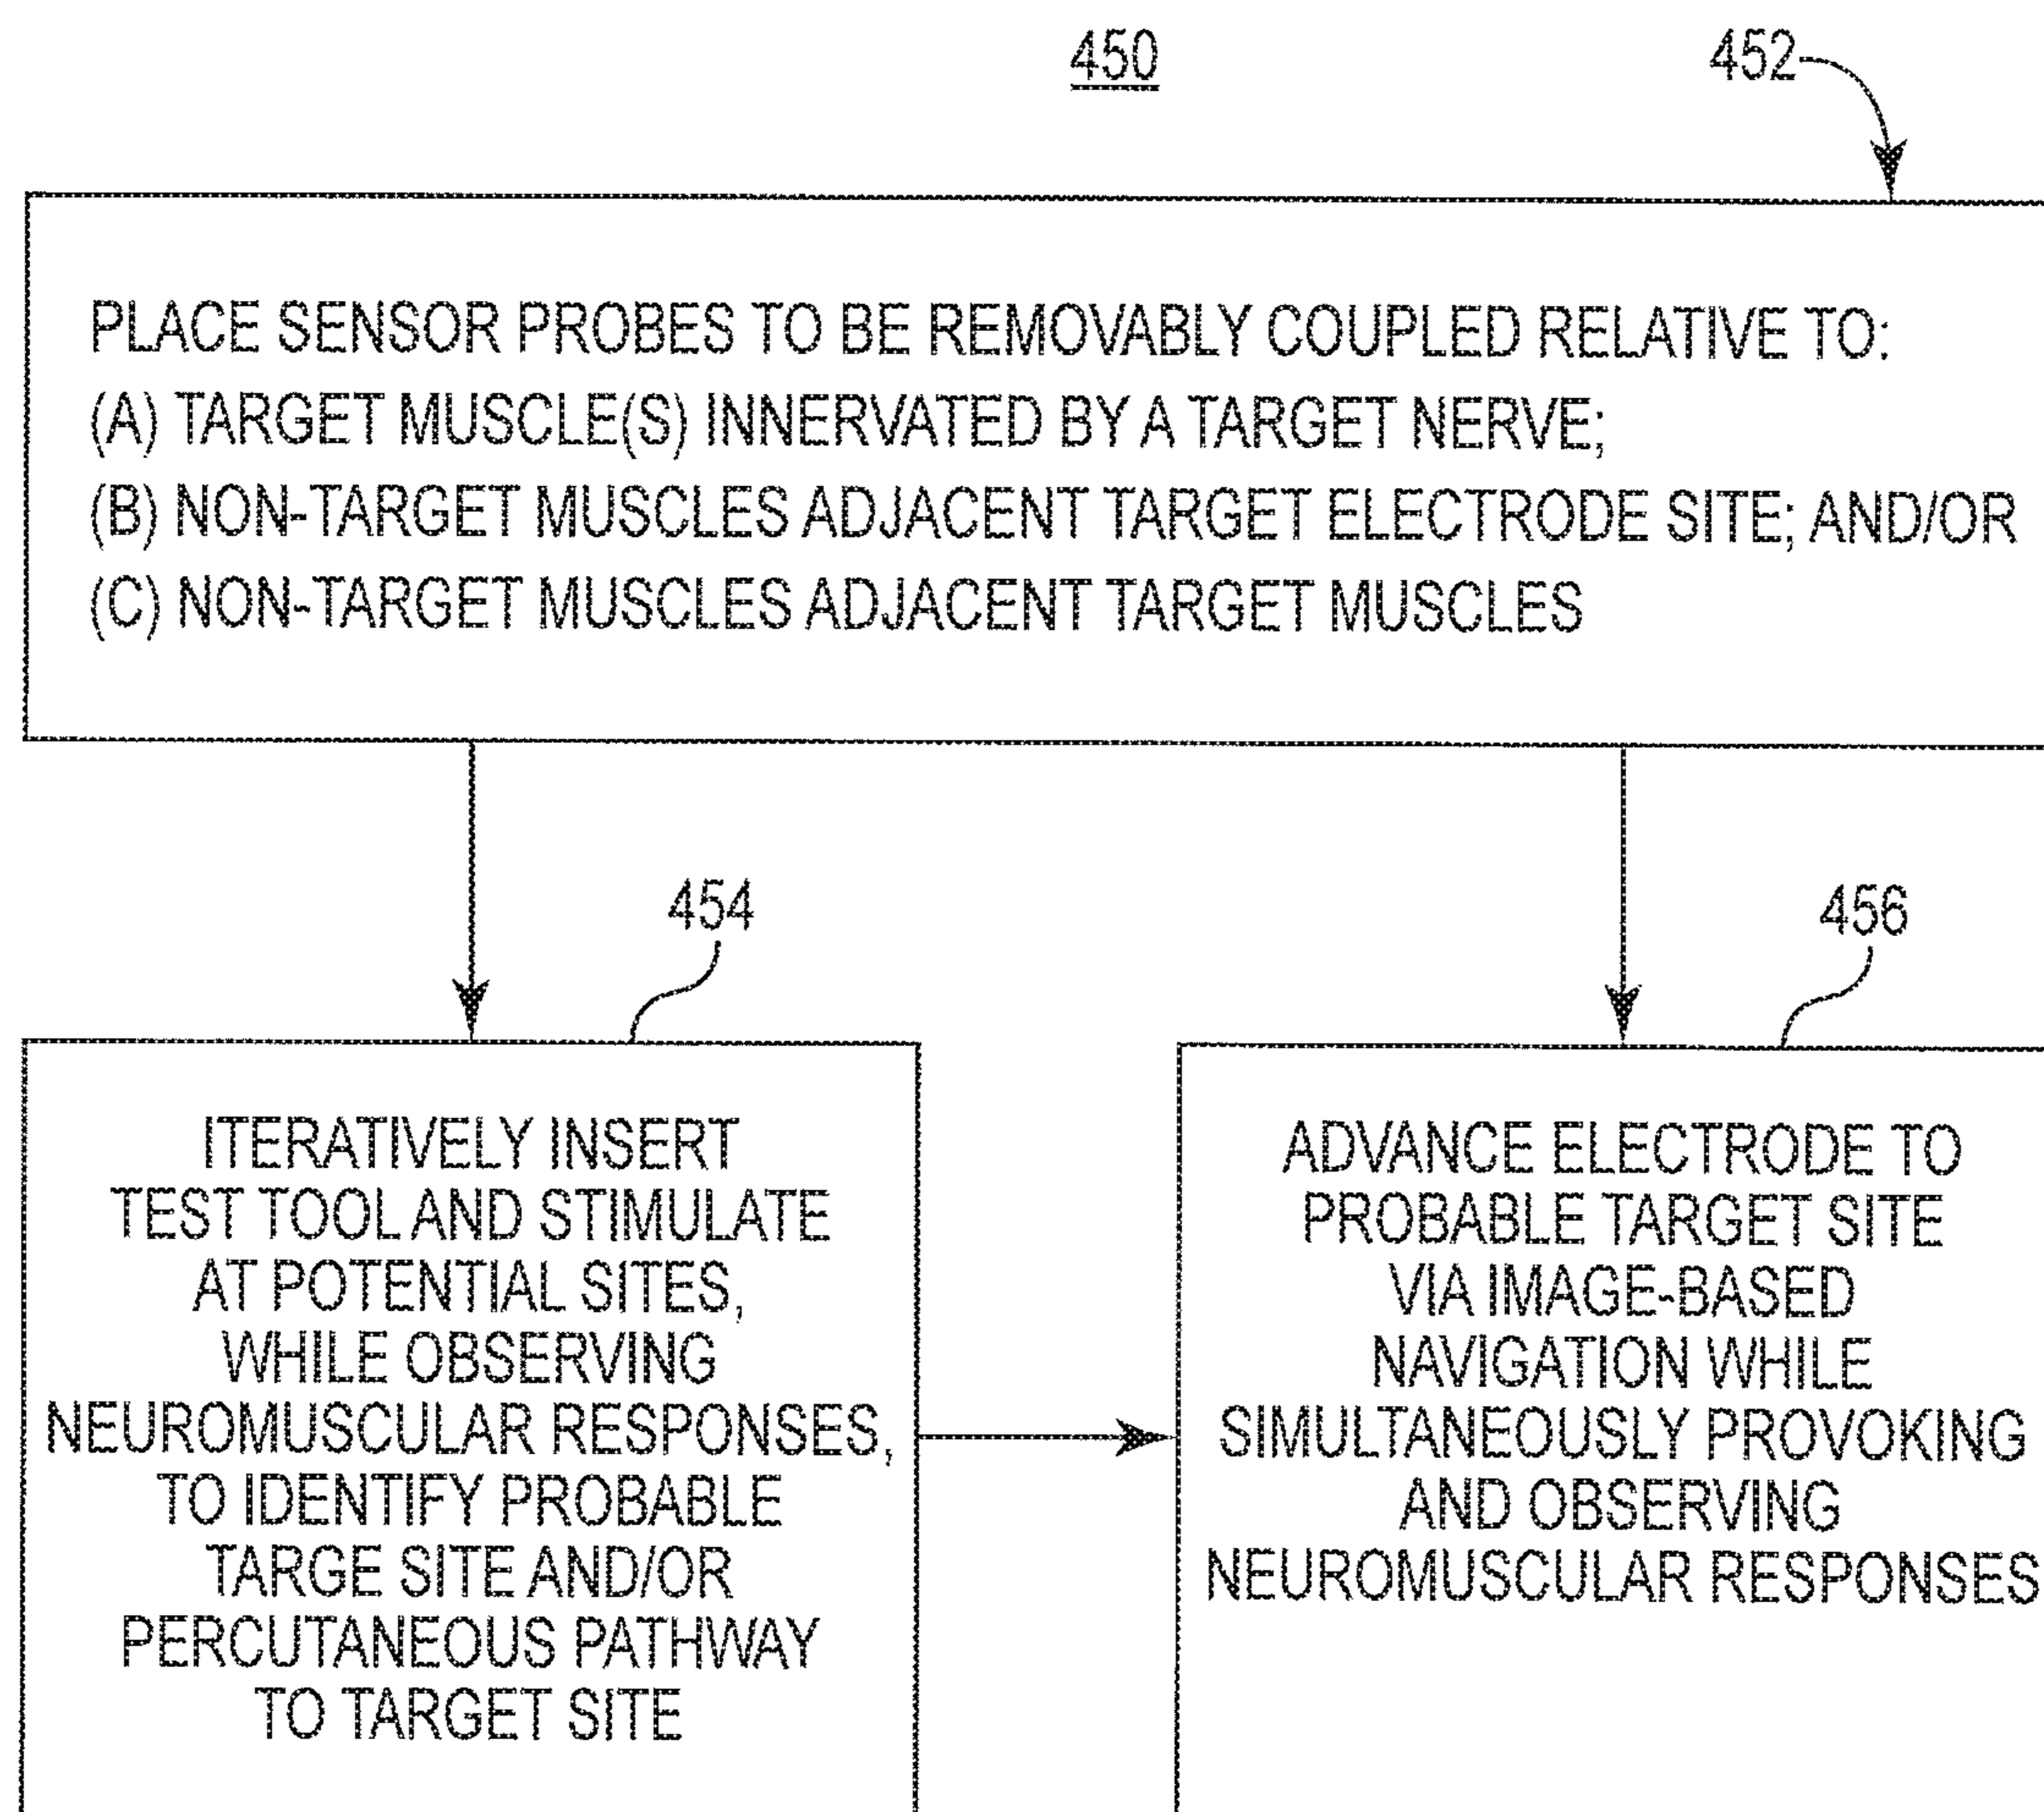 450
452
PLACE SENSOR PROBES TO BE REMOVABLY COUPLED RELATIVE TO:
(A) TARGET MUSCLE(S) INNERVATED BY A TARGET NERVE;
(B) NON-TARGET MUSCLES ADJACENT TARGET ELECTRODE SITE; AND/OR
(C) NON-TARGET MUSCLES ADJACENT TARGET MUSCLES
454
ITERATIVELY INSERT
TEST TOOL AND STIMULATE
AT POTENTIAL SITES,
WHILE OBSERVING
NEUROMUSCULAR RESPONSES,
TO IDENTIFY PROBABLE
TARGE SITE AND/OR
PERCUTANEOUS PATHWAY
TO TARGET SITE
456
ADVANCE ELECTRODE TO
PROBABLE TARGET SITE
VIA IMAGE-BASED
NAVIGATION WHILE
SIMULTANEOUSLY PROVOKING
AND OBSERVING
NEUROMUSCULAR RESPONSES